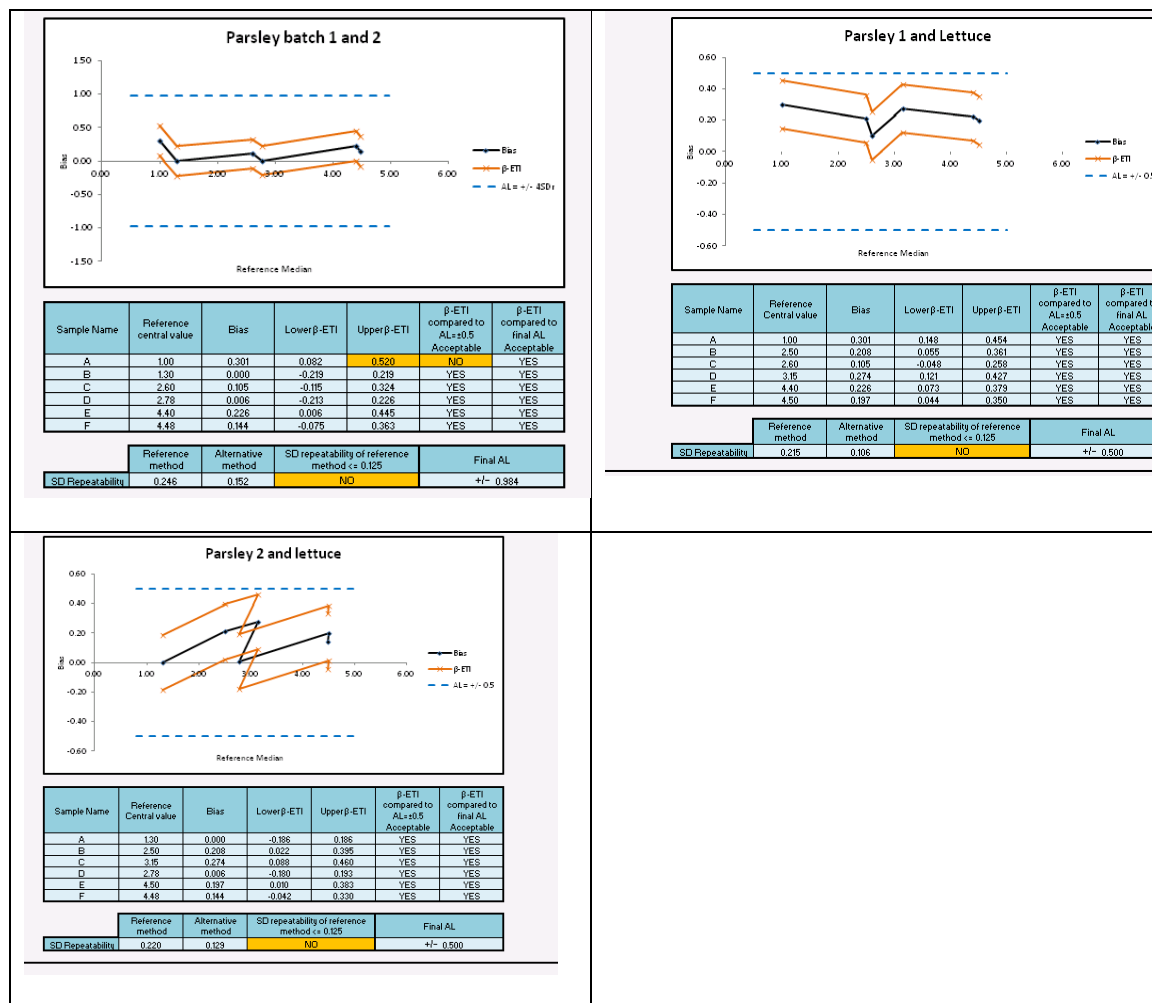 Parsley batch 1 and 2
1.50
1.00
0.50
0.00
-0.50
-1.00
-1.50
0.00 1.00 2.00 3.00 4.00 5.00 6.00
Bias
Reference Median
Bias
β-ETI
AL = +/- 4SDr
Sample Name Reference central value Bias Lower β-ETI Upper β-ETI β-ETI compared to AL=±0.5 Acceptable β-ETI compared to final AL Acceptable
A 1.00 0.301 0.082 0.520 NO YES
B 1.30 0.000 -0.219 0.219 YES YES
C 2.60 0.105 -0.115 0.324 YES YES
D 2.78 0.006 -0.213 0.226 YES YES
E 4.40 0.226 0.006 0.445 YES YES
F 4.48 0.144 -0.075 0.363 YES YES
Reference method Alternative method SD repeatability of reference method <= 0.125 Final AL
SD Repeatability 0.246 0.152 NO +/- 0.984
Parsley 1 and Lettuce
0.60
0.40
0.20
0.00
-0.20
-0.40
-0.60
0.00 1.00 2.00 3.00 4.00 5.00 6.00
Bias
Reference Median
Bias
β-ETI
AL = +/- 0.5
Sample Name Reference Central value Bias Lower β-ETI Upper β-ETI β-ETI compared to AL=±0.5 Acceptable β-ETI compared t final AL Acceptable
A 1.00 0.301 0.148 0.454 YES YES
B 2.50 0.208 0.055 0.361 YES YES
C 2.60 0.105 -0.048 0.258 YES YES
D 3.15 0.274 0.121 0.427 YES YES
E 4.40 0.226 0.073 0.379 YES YES
F 4.50 0.197 0.044 0.350 YES YES
Reference method Alternative method SD repeatability of reference method <= 0.125 Final AL
SD Repeatability 0.215 0.106 NO +/- 0.500
Parsley 2 and lettuce
0.60
0.40
0.20
0.00
-0.20
-0.40
-0.60
0.00 1.00 2.00 3.00 4.00 5.00 6.00
Bias
Reference Median
Bias
β-ETI
AL = +/- 0.5
Sample Name Reference Central value Bias Lower β-ETI Upper β-ETI β-ETI compared to AL=±0.5 Acceptable β-ETI compared to final AL Acceptable
A 1.30 0.000 -0.186 0.186 YES YES
B 2.50 0.208 0.022 0.395 YES YES
C 3.15 0.274 0.088 0.460 YES YES
D 2.78 0.006 -0.180 0.193 YES YES
E 4.50 0.197 0.010 0.383 YES YES
F 4.48 0.144 -0.042 0.330 YES YES
Reference method Alternative method SD repeatability of reference method <= 0.125 Final AL
SD Repeatability 0.220 0.129 NO +/- 0.500